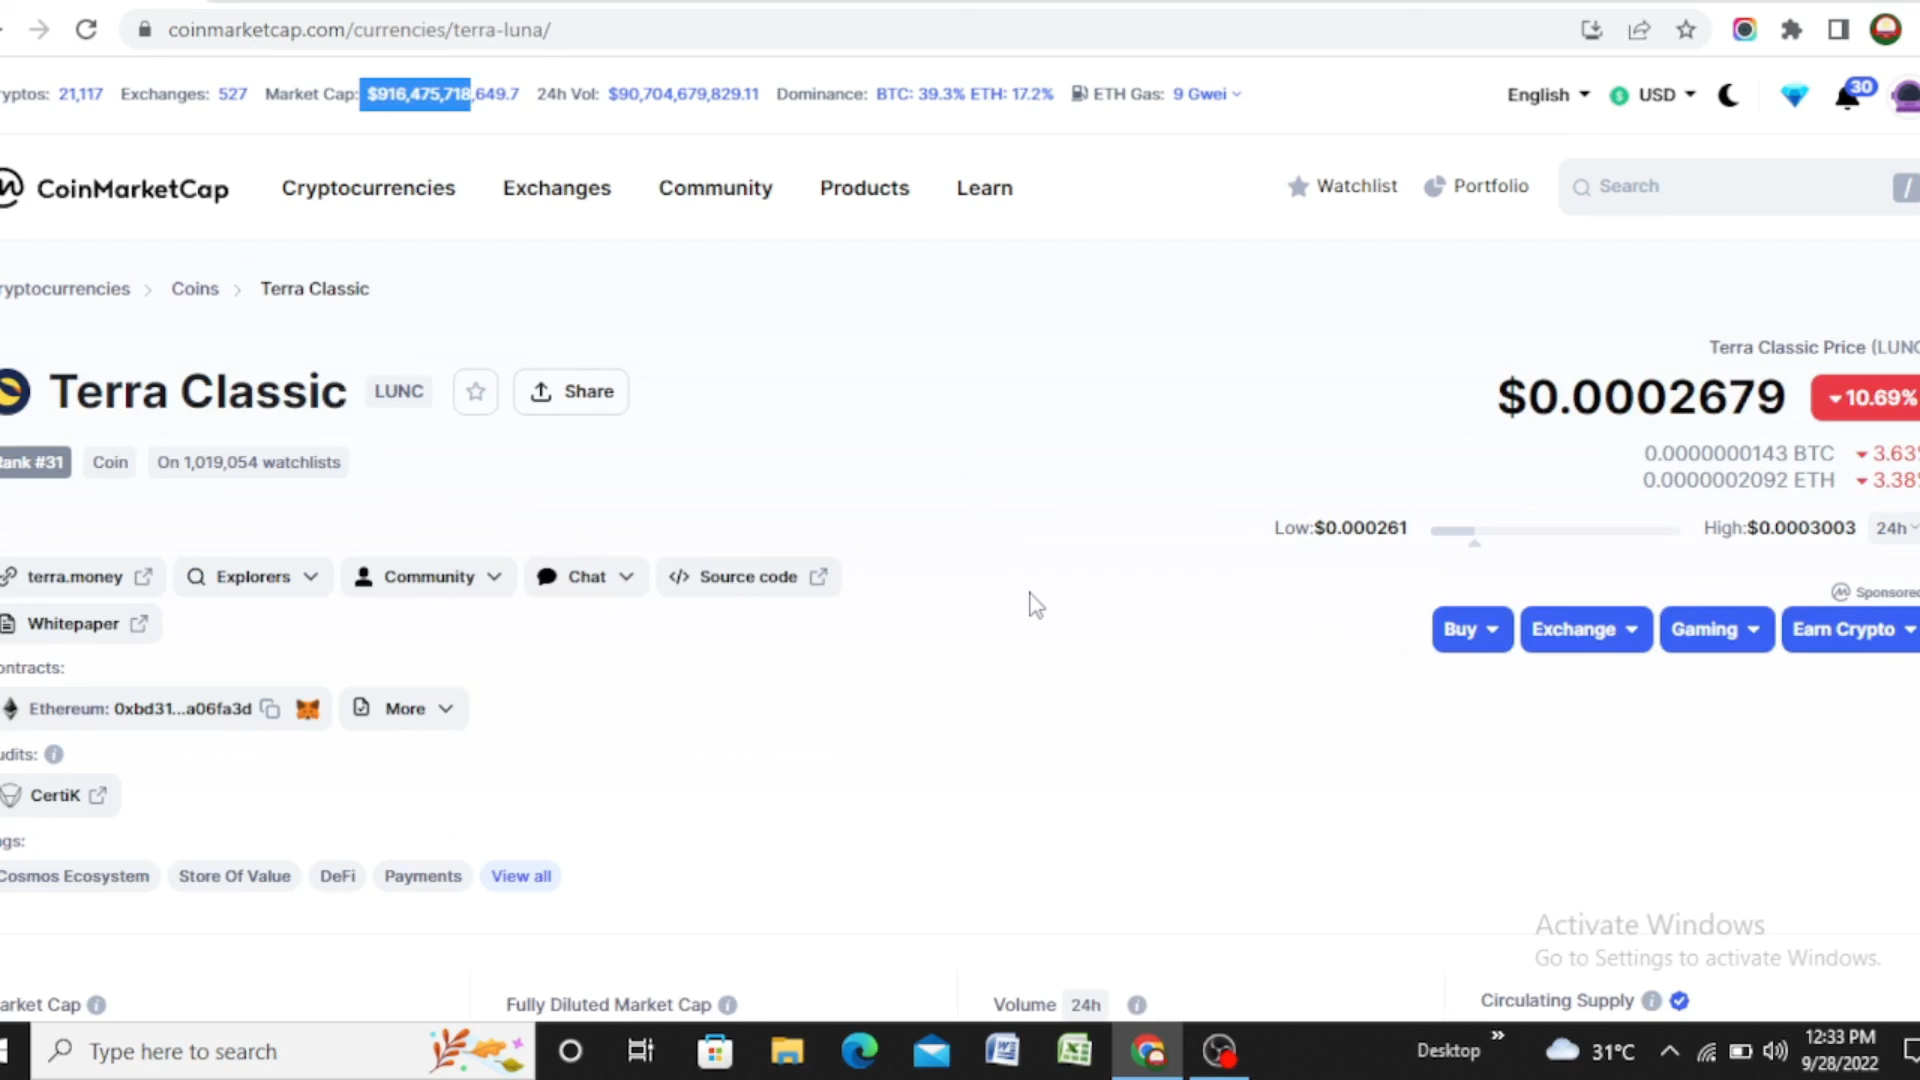 coinmarketcap.com/currencies/terra-luna/
ryptos: 21,117 Exchanges: 527 Market Cap: $916,475,718,649.7 24h Vol: $90,704,679,829.11 Dominance: BTC: 39.3% ETH: 17.2% ETH Gas: 9 Gwei
English USD 30
CoinMarketCap Cryptocurrencies Exchanges Community Products Learn Watchlist Portfolio Search /
ryptocurrencies > Coins > Terra Classic
Terra Classic Price (LUNC
Terra Classic LUNC Share $0.0002679 10.69%
Rank #31 Coin On 1,019,054 watchlists
0.0000000143 BTC 3.63%
0.0000002092 ETH 3.38%
Low:$0.000261 High:$0.0003003 24h
terra.money Explorers Community Chat </> Source code
Sponsored
Whitepaper
Buy Exchange Gaming Earn Crypto
ontracts:
Ethereum: 0xbd31...a06fa3d More
udits:
CertiK
gs:
Cosmos Ecosystem Store Of Value DeFi Payments View all
Activate Windows
Go to Settings to activate Windows.
arket Cap Fully Diluted Market Cap Volume 24h Circulating Supply
Type here to search Desktop 31°C 12:33 PM
9/28/2022